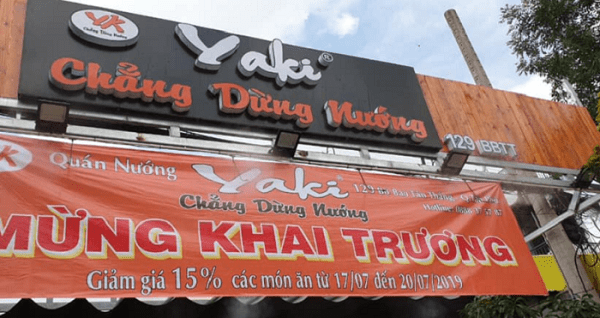 YK
Chẳng Dừng Nướng
Yaki®
Chẳng Dừng Nướng
129 BBTT
Quán Nướng
Yaki®
Chẳng Dừng Nướng
MỪNG KHAI TRƯƠNG
Giảm giá 15% các món ăn từ 17/07 đến 20/07/2019